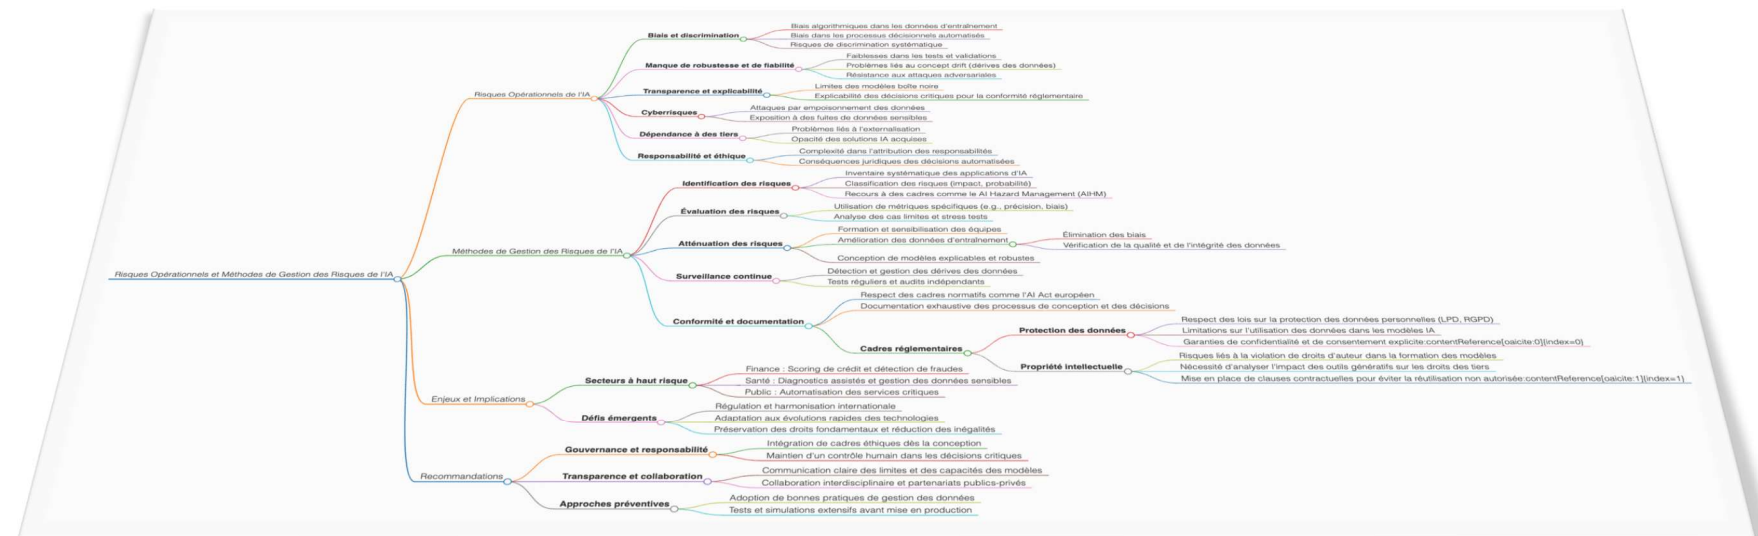 Risques Opérationnels et Méthodes de Gestion des Risques de l'IA
Risques Opérationnels de l'IA
Biais et discrimination
Biais algorithmiques dans les données d'entraînement
Biais dans les processus décisionnels automatisés
Risques de discrimination systématique
Manque de robustesse et de fiabilité
Faiblesses dans les tests et validations
Problèmes liés au concept drift (dérives des données)
Résistance aux attaques adversariales
Transparence et explicabilité
Limites des modèles boîte noire
Explicabilité des décisions critiques pour la conformité réglementaire
Cyberrisques
Attaques par empoisonnement des données
Exposition à des fuites de données sensibles
Dépendance à des tiers
Problèmes liés à l'externalisation
Opacité des solutions IA acquises
Responsabilité et éthique
Complexité dans l'attribution des responsabilités
Conséquences juridiques des décisions automatisées
Méthodes de Gestion des Risques de l'IA
Identification des risques
Inventaire systématique des applications d'IA
Classification des risques (impact, probabilité)
Recours à des cadres comme le AI Hazard Management (AIHM)
Évaluation des risques
Utilisation de métriques spécifiques (e.g., précision, biais)
Analyse des cas limites et stress tests
Atténuation des risques
Formation et sensibilisation des équipes
Amélioration des données d'entraînement
Élimination des biais
Vérification de la qualité et de l'intégrité des données
Conception de modèles explicables et robustes
Surveillance continue
Détection et gestion des dérives des données
Tests réguliers et audits indépendants
Conformité et documentation
Respect des cadres normatifs comme l'AI Act européen
Documentation exhaustive des processus de conception et des décisions
Cadres réglementaires
Protection des données
Respect des lois sur la protection des données personnelles (LPD, RGPD)
Limitations sur l'utilisation des données dans les modèles IA
Garanties de confidentialité et de consentement explicite:contentReference[oaicite:0]{index=0}
Propriété intellectuelle
Risques liés à la violation de droits d'auteur dans la formation des modèles
Nécessité d'analyser l'impact des outils génératifs sur les droits des tiers
Mise en place de clauses contractuelles pour éviter la réutilisation non autorisée:contentReference[oaicite:1]{index=1}
Enjeux et Implications
Secteurs à haut risque
Finance : Scoring de crédit et détection de fraudes
Santé : Diagnostics assistés et gestion des données sensibles
Public : Automatisation des services critiques
Défis émergents
Régulation et harmonisation internationale
Adaptation aux évolutions rapides des technologies
Préservation des droits fondamentaux et réduction des inégalités
Recommandations
Gouvernance et responsabilité
Intégration de cadres éthiques dès la conception
Maintien d'un contrôle humain dans les décisions critiques
Transparence et collaboration
Communication claire des limites et des capacités des modèles
Collaboration interdisciplinaire et partenariats publics-privés
Approches préventives
Adoption de bonnes pratiques de gestion des données
Tests et simulations extensifs avant mise en production